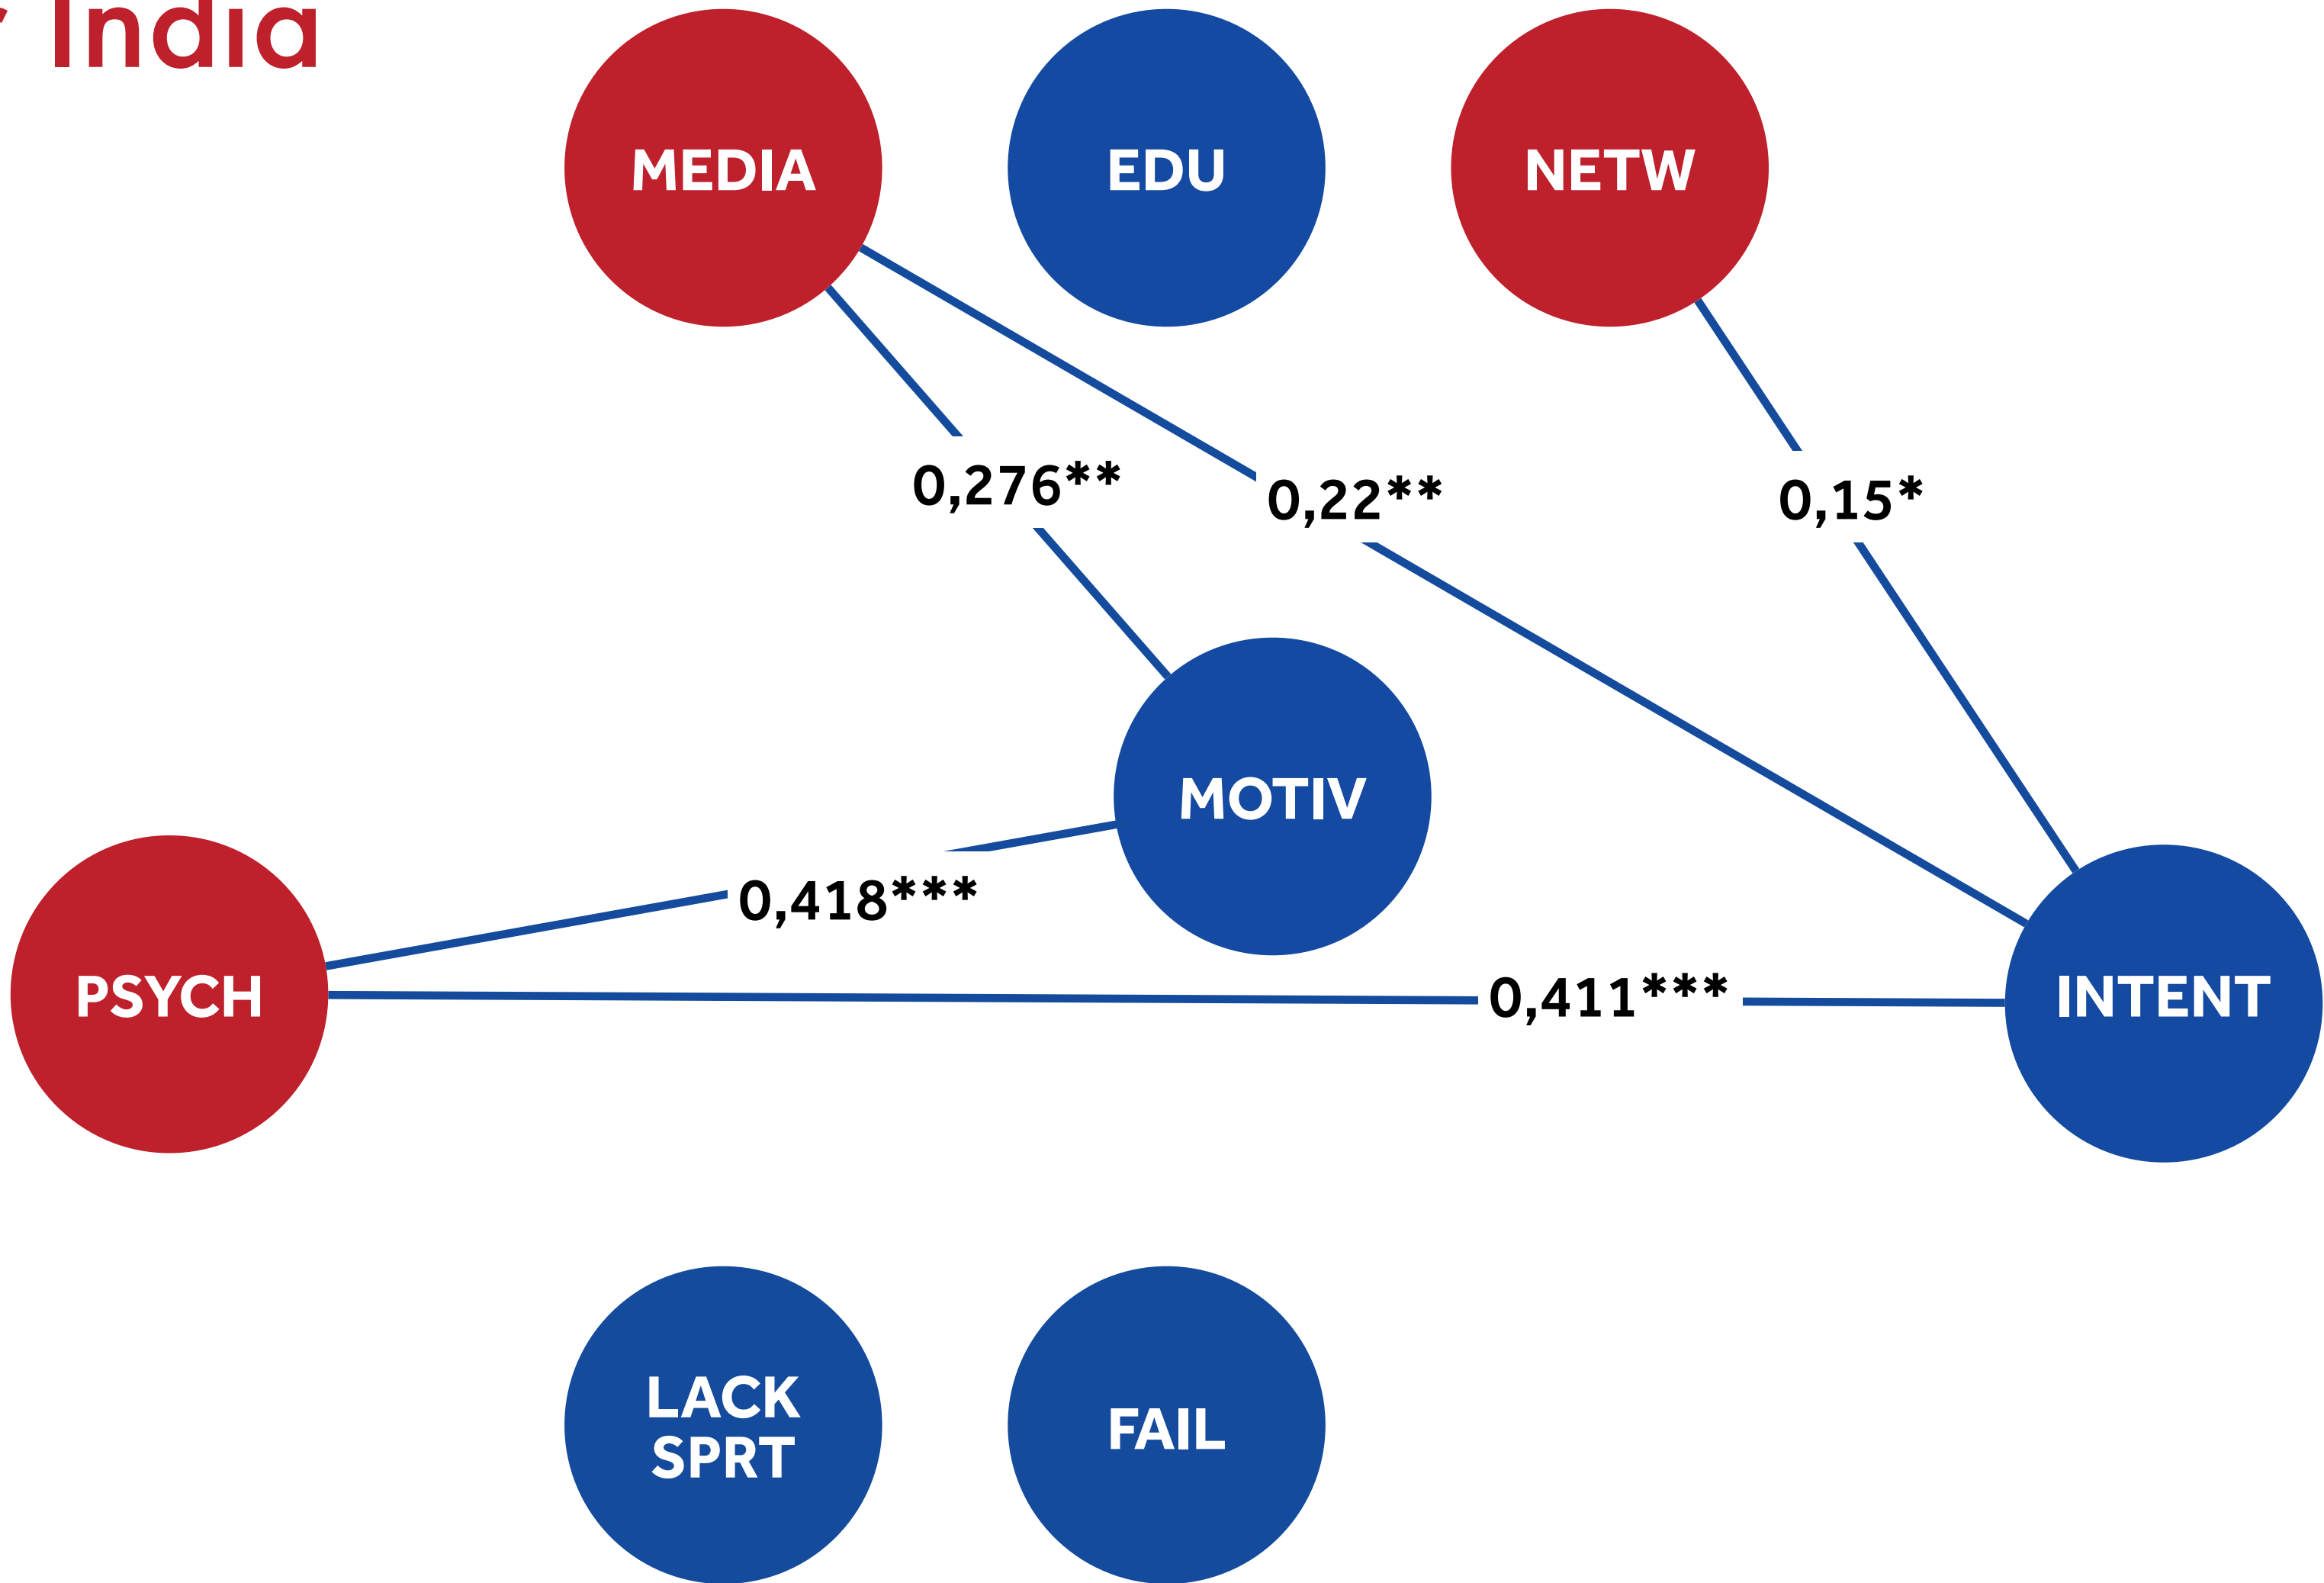 India
MEDIA
EDU
NETW
0,276**
0,22**
0,15*
MOTIV
0,418***
PSYCH
0,411***
INTENT
LACK
SPRT
FAIL